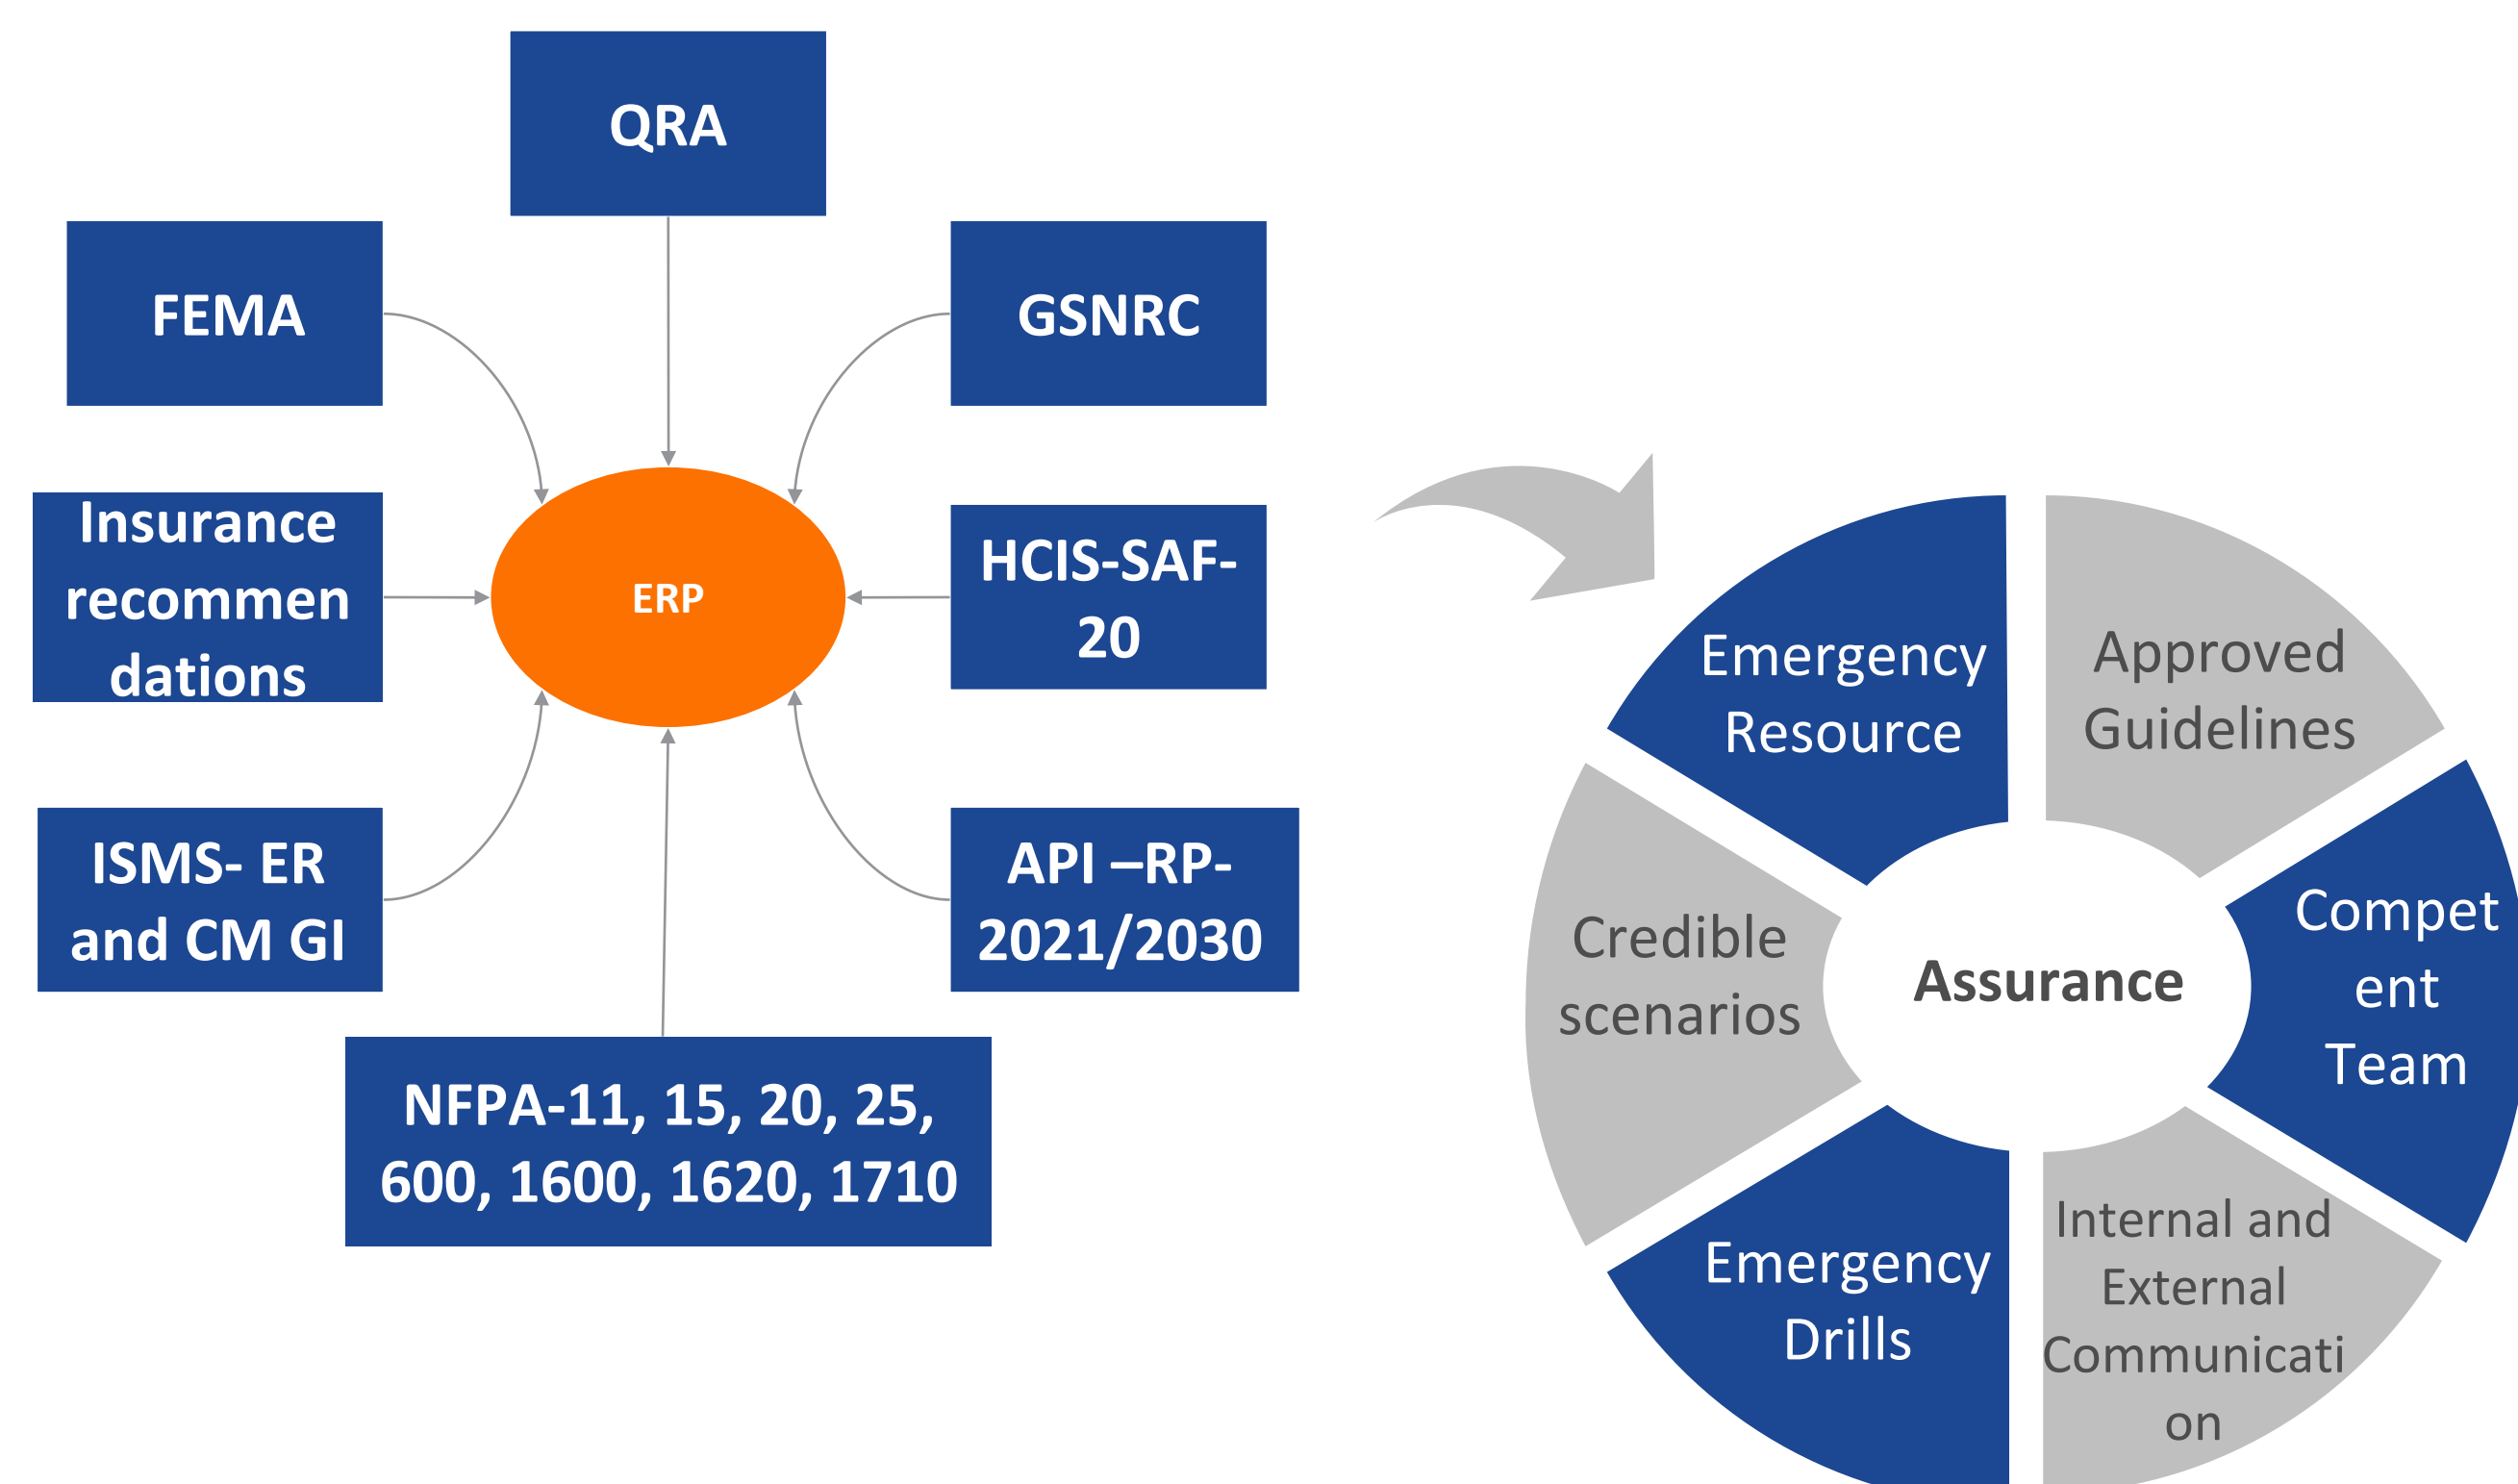 QRA
FEMA
GSNRC
Insurance
recommen
dations
HCIS-SAF-
20
ERP
ISMS- ER
and CM GI
API –RP-
2021/2030
NFPA-11, 15, 20, 25,
600, 1600, 1620, 1710
Emergency
Resource
Approved
Guidelines
Compet
ent
Team
Credible
scenarios
Assurance
Emergency
Drills
Internal and
External
Communicati
on